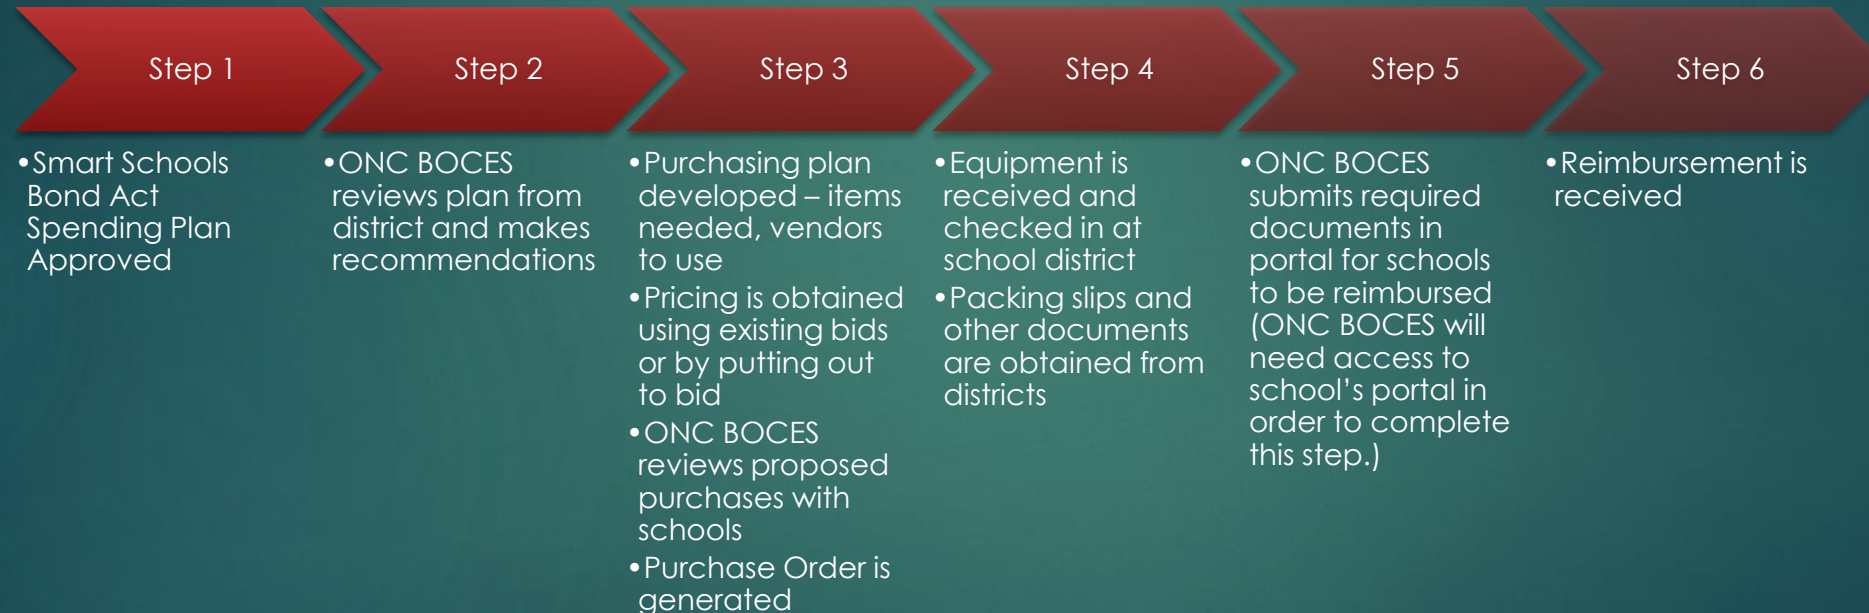 Step 1
Step 2
Step 3
Step 4
Step 5
Step 6
•Smart Schools
Bond Act
Spending Plan
Approved
•ONC BOCES
reviews plan from
district and makes
recommendations
•Purchasing plan
developed – items
needed, vendors
to use
•Pricing is obtained
using existing bids
or by putting out
to bid
•ONC BOCES
reviews proposed
purchases with
schools
•Purchase Order is
generated
•Equipment is
received and
checked in at
school district
•Packing slips and
other documents
are obtained from
districts
•ONC BOCES
submits required
documents in
portal for schools
to be reimbursed
(ONC BOCES will
need access to
school’s portal in
order to complete
this step.)
•Reimbursement is
received